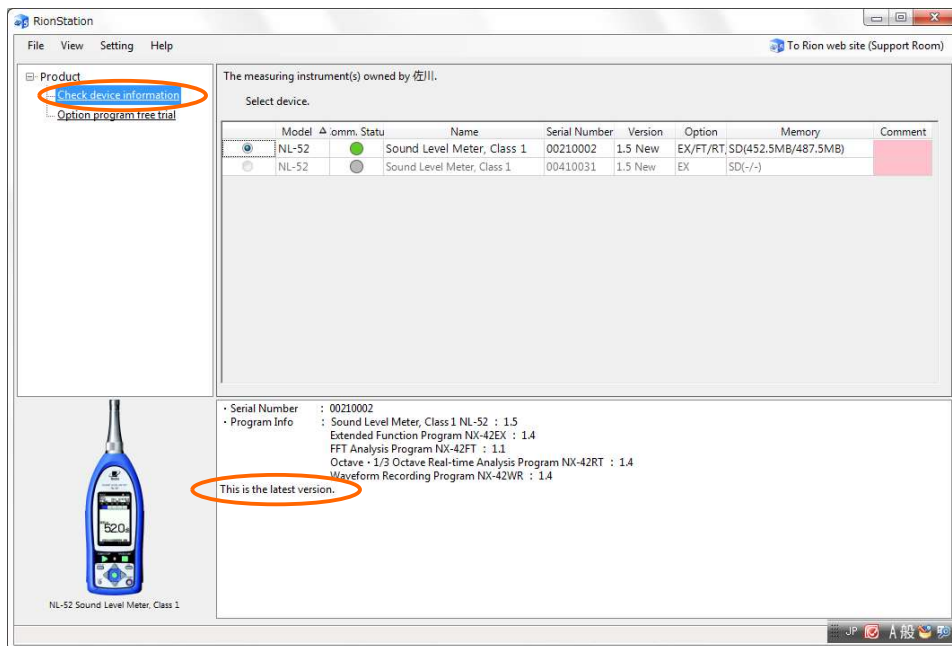 RionStation
File View Setting Help To Rion web site (Support Room)
Product
Check device information
Option program free trial
The measuring instrument(s) owned by 佐川.
Select device.
Model omm. Statu Name Serial Number Version Option Memory Comment
NL-52 Sound Level Meter, Class 1 00210002 1.5 New EX/FT/RT, SD(452.5MB/487.5MB)
NL-52 Sound Level Meter, Class 1 00410031 1.5 New EX SD(-/-)
・Serial Number : 00210002
・Program Info : Sound Level Meter, Class 1 NL-52 : 1.5
Extended Function Program NX-42EX : 1.4
FFT Analysis Program NX-42FT : 1.1
Octave・1/3 Octave Real-time Analysis Program NX-42RT : 1.4
Waveform Recording Program NX-42WR : 1.4
This is the latest version.
52.0
NL-52 Sound Level Meter, Class 1
JP A 般